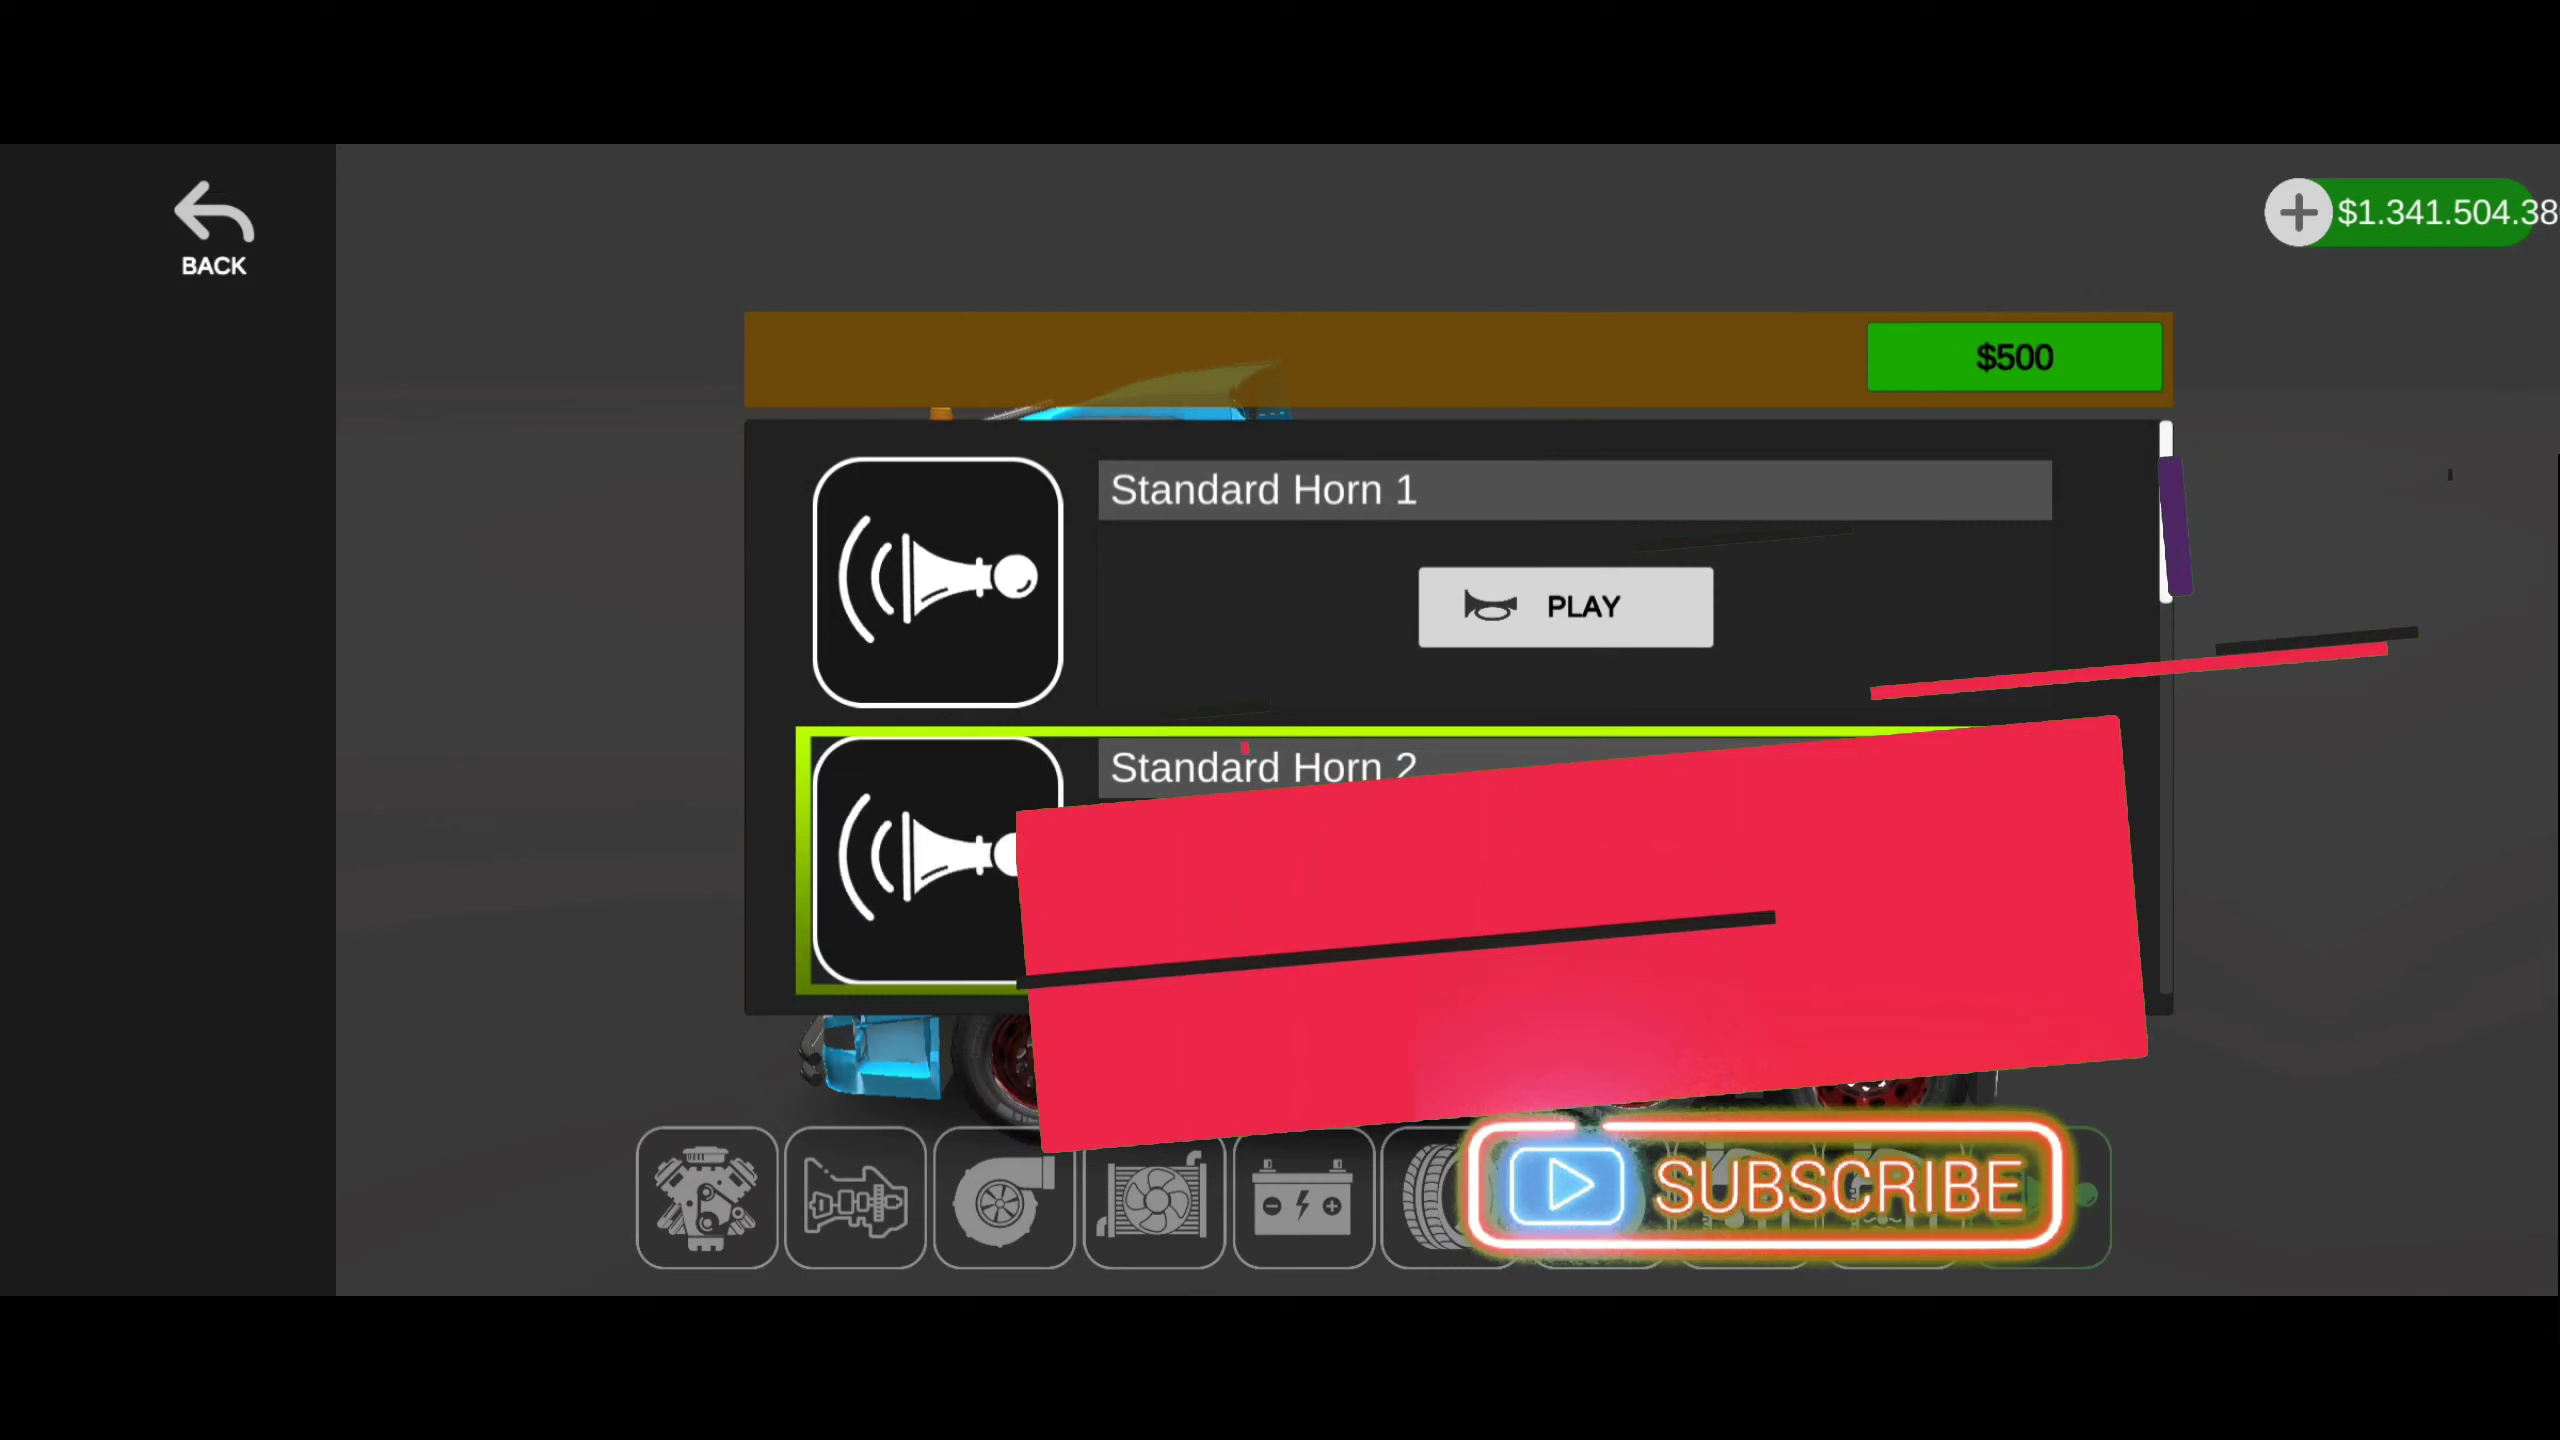 BACK
$1.341.504.38
$500
Standard Horn 1
PLAY
Standard Horn 2
SUBSCRIBE